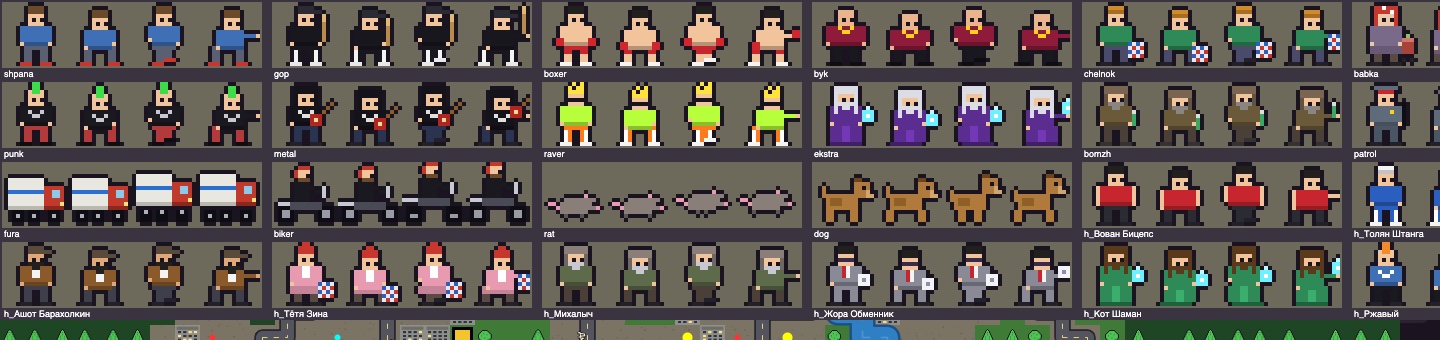 shpana gop boxer byk chelnok babka
punk metal raver ekstra bomzh patrol
fura biker rat dog h_Вован Бицепс h_Толян Штанга
h_Ашот Барахолкин h_Тётя Зина h_Михалыч h_Жора Обменник h_Кот Шаман h_Ржавый